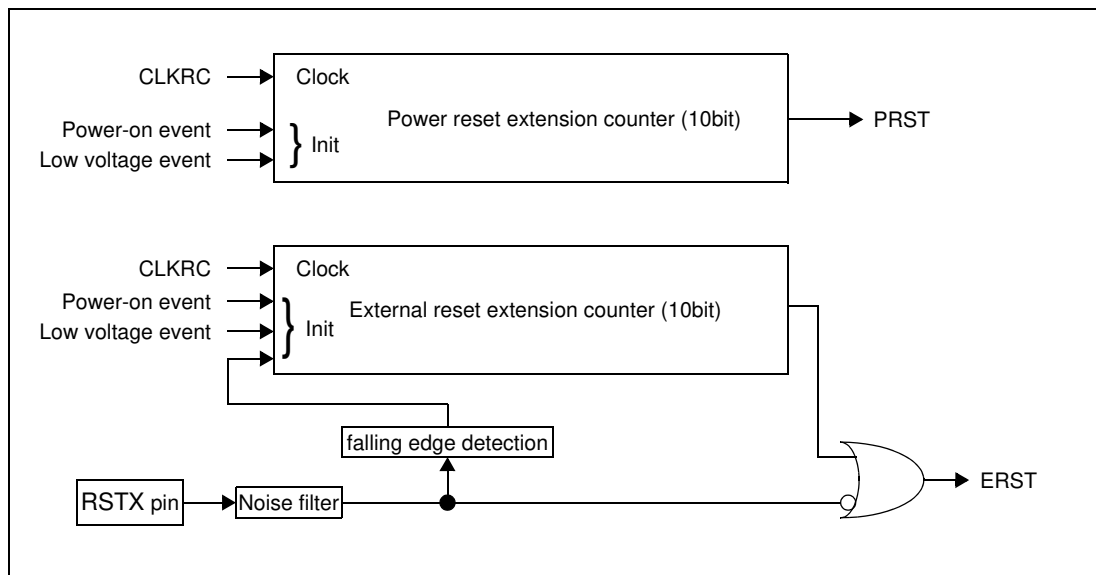 CLKRC
Clock
Power-on event
Power reset extension counter (10bit)
PRST
} Init
Low voltage event
CLKRC
Clock
Power-on event
External reset extension counter (10bit)
Low voltage event
} Init
falling edge detection
RSTX pin
Noise filter
ERST